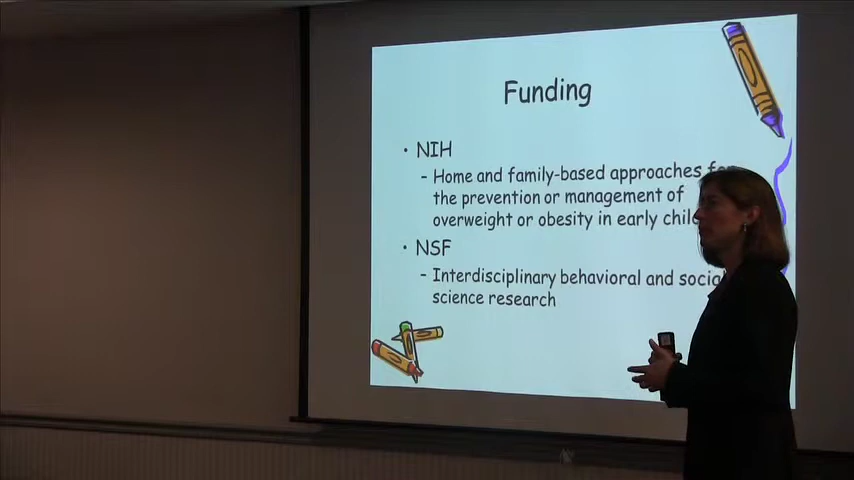 Funding
• NIH
- Home and family-based approaches
the prevention or management of
overweight or obesity in early
• NSF
- Interdisciplinary behavioral and
science research